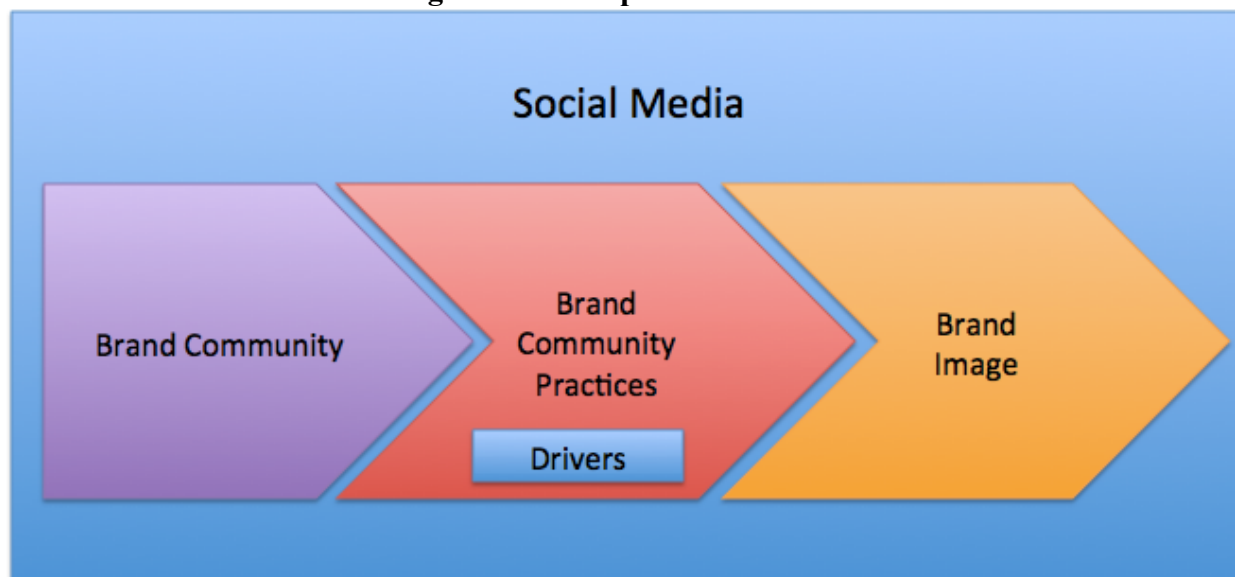 Social Media
Brand Community
Brand
Community
Practices
Drivers
Brand
Image